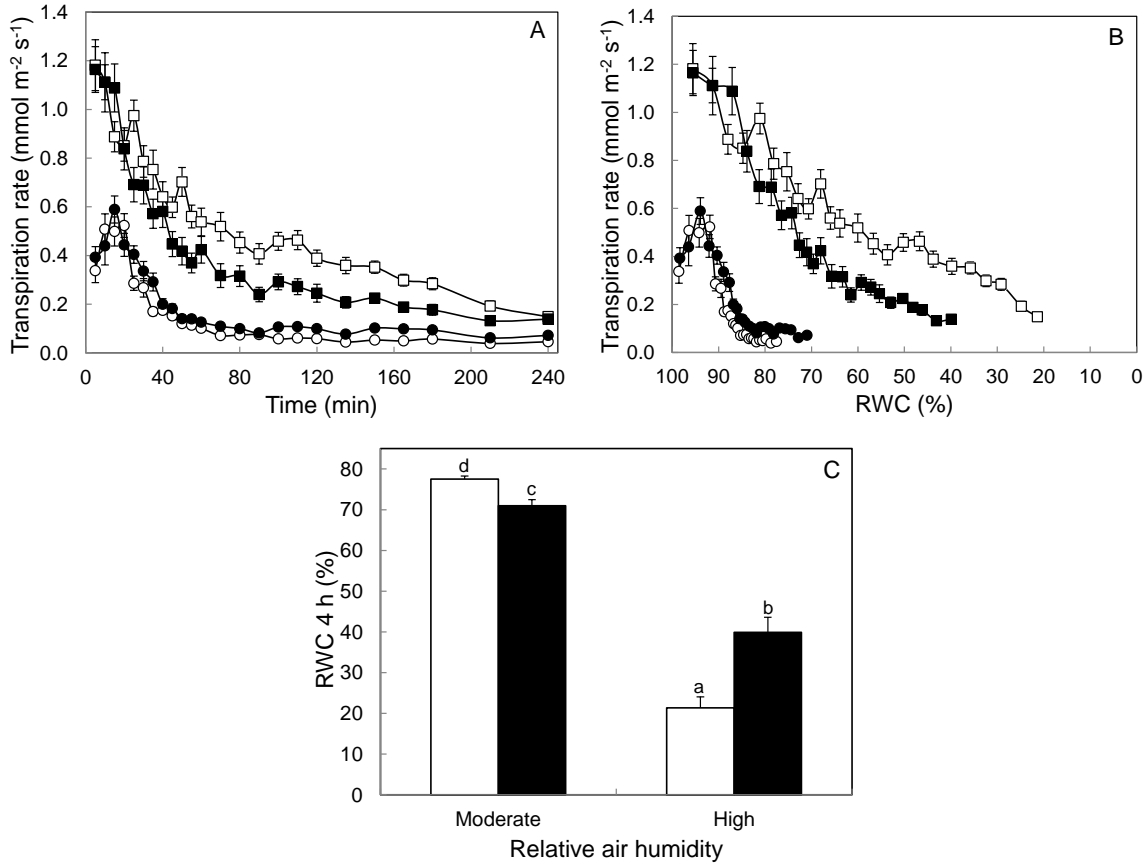 A
Transpiration rate (mmol m-2 s-1)
1.4
1.2
1.0
0.8
0.6
0.4
0.2
0.0
0 40 80 120 160 200 240
Time (min)
B
Transpiration rate (mmol m-2 s-1)
1.4
1.2
1.0
0.8
0.6
0.4
0.2
0.0
100 90 80 70 60 50 40 30 20 10 0
RWC (%)
C
RWC 4 h (%)
80
70
60
50
40
30
20
10
0
d
c
a
b
Moderate High
Relative air humidity